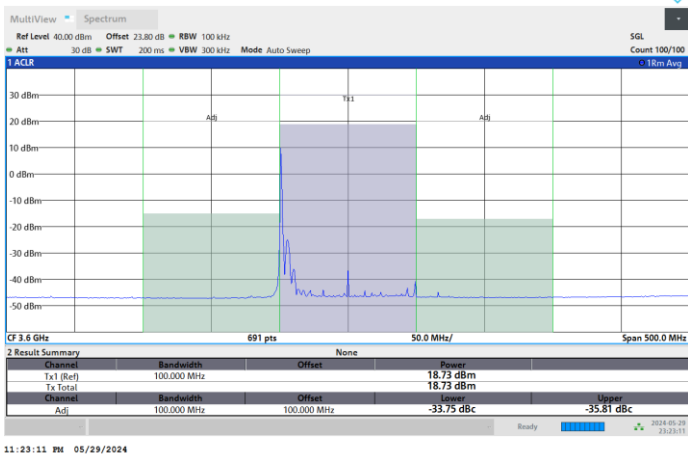 MultiView Spectrum
Ref Level 40.00 dBm Offset 23.80 dB RBW 100 kHz SGL
Att 30 dB SWT 200 ms VBW 300 kHz Mode Auto Sweep Count 100/100
1 ACLR 1Rm Avg
30 dBm
Tx1
20 dBm
Adj Adj
10 dBm
0 dBm
-10 dBm
-20 dBm
-30 dBm
-40 dBm
-50 dBm
CF 3.6 GHz 691 pts 50.0 MHz/ Span 500.0 MHz
2 Result Summary None
Channel Bandwidth Offset Power
Tx1 (Ref) 100.000 MHz 18.73 dBm
Tx Total 18.73 dBm
Channel Bandwidth Offset Lower Upper
Adj 100.000 MHz 100.000 MHz -33.75 dBc -35.81 dBc
Ready 2024-05-29
23:23:11
11:23:11 PM 05/29/2024